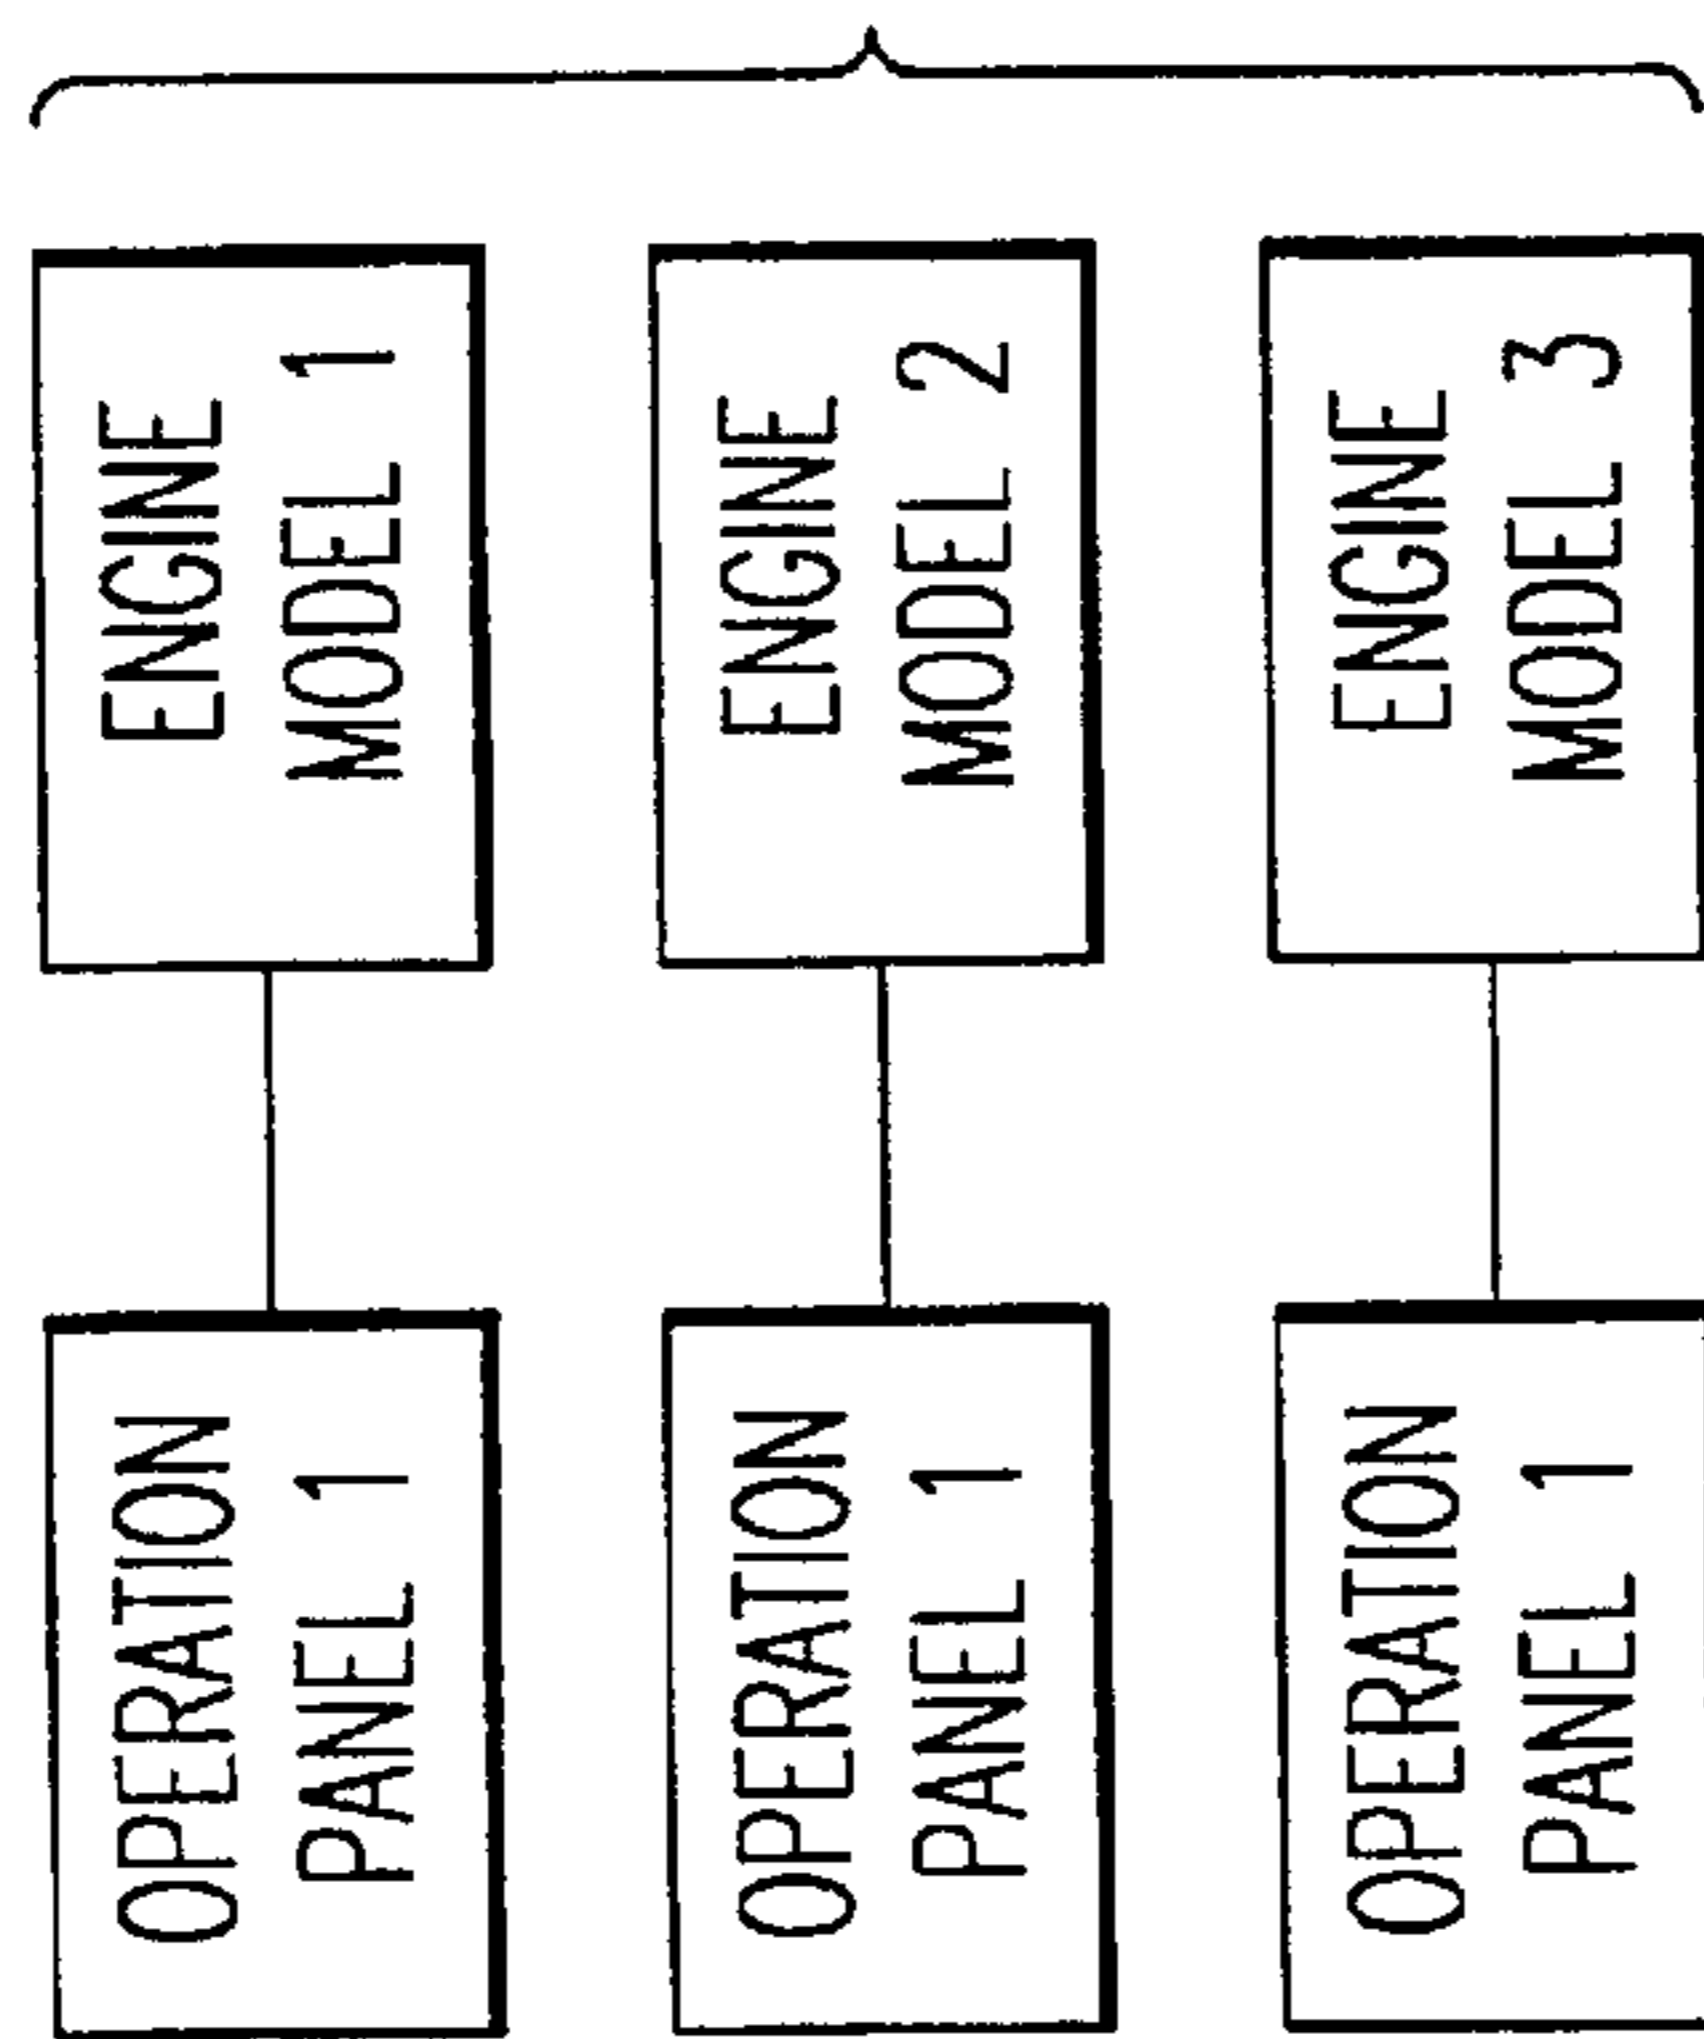 OPERATION
PANEL 1
ENGINE
MODEL 1
OPERATION
PANEL 1
ENGINE
MODEL 2
OPERATION
PANEL 1
ENGINE
MODEL 3